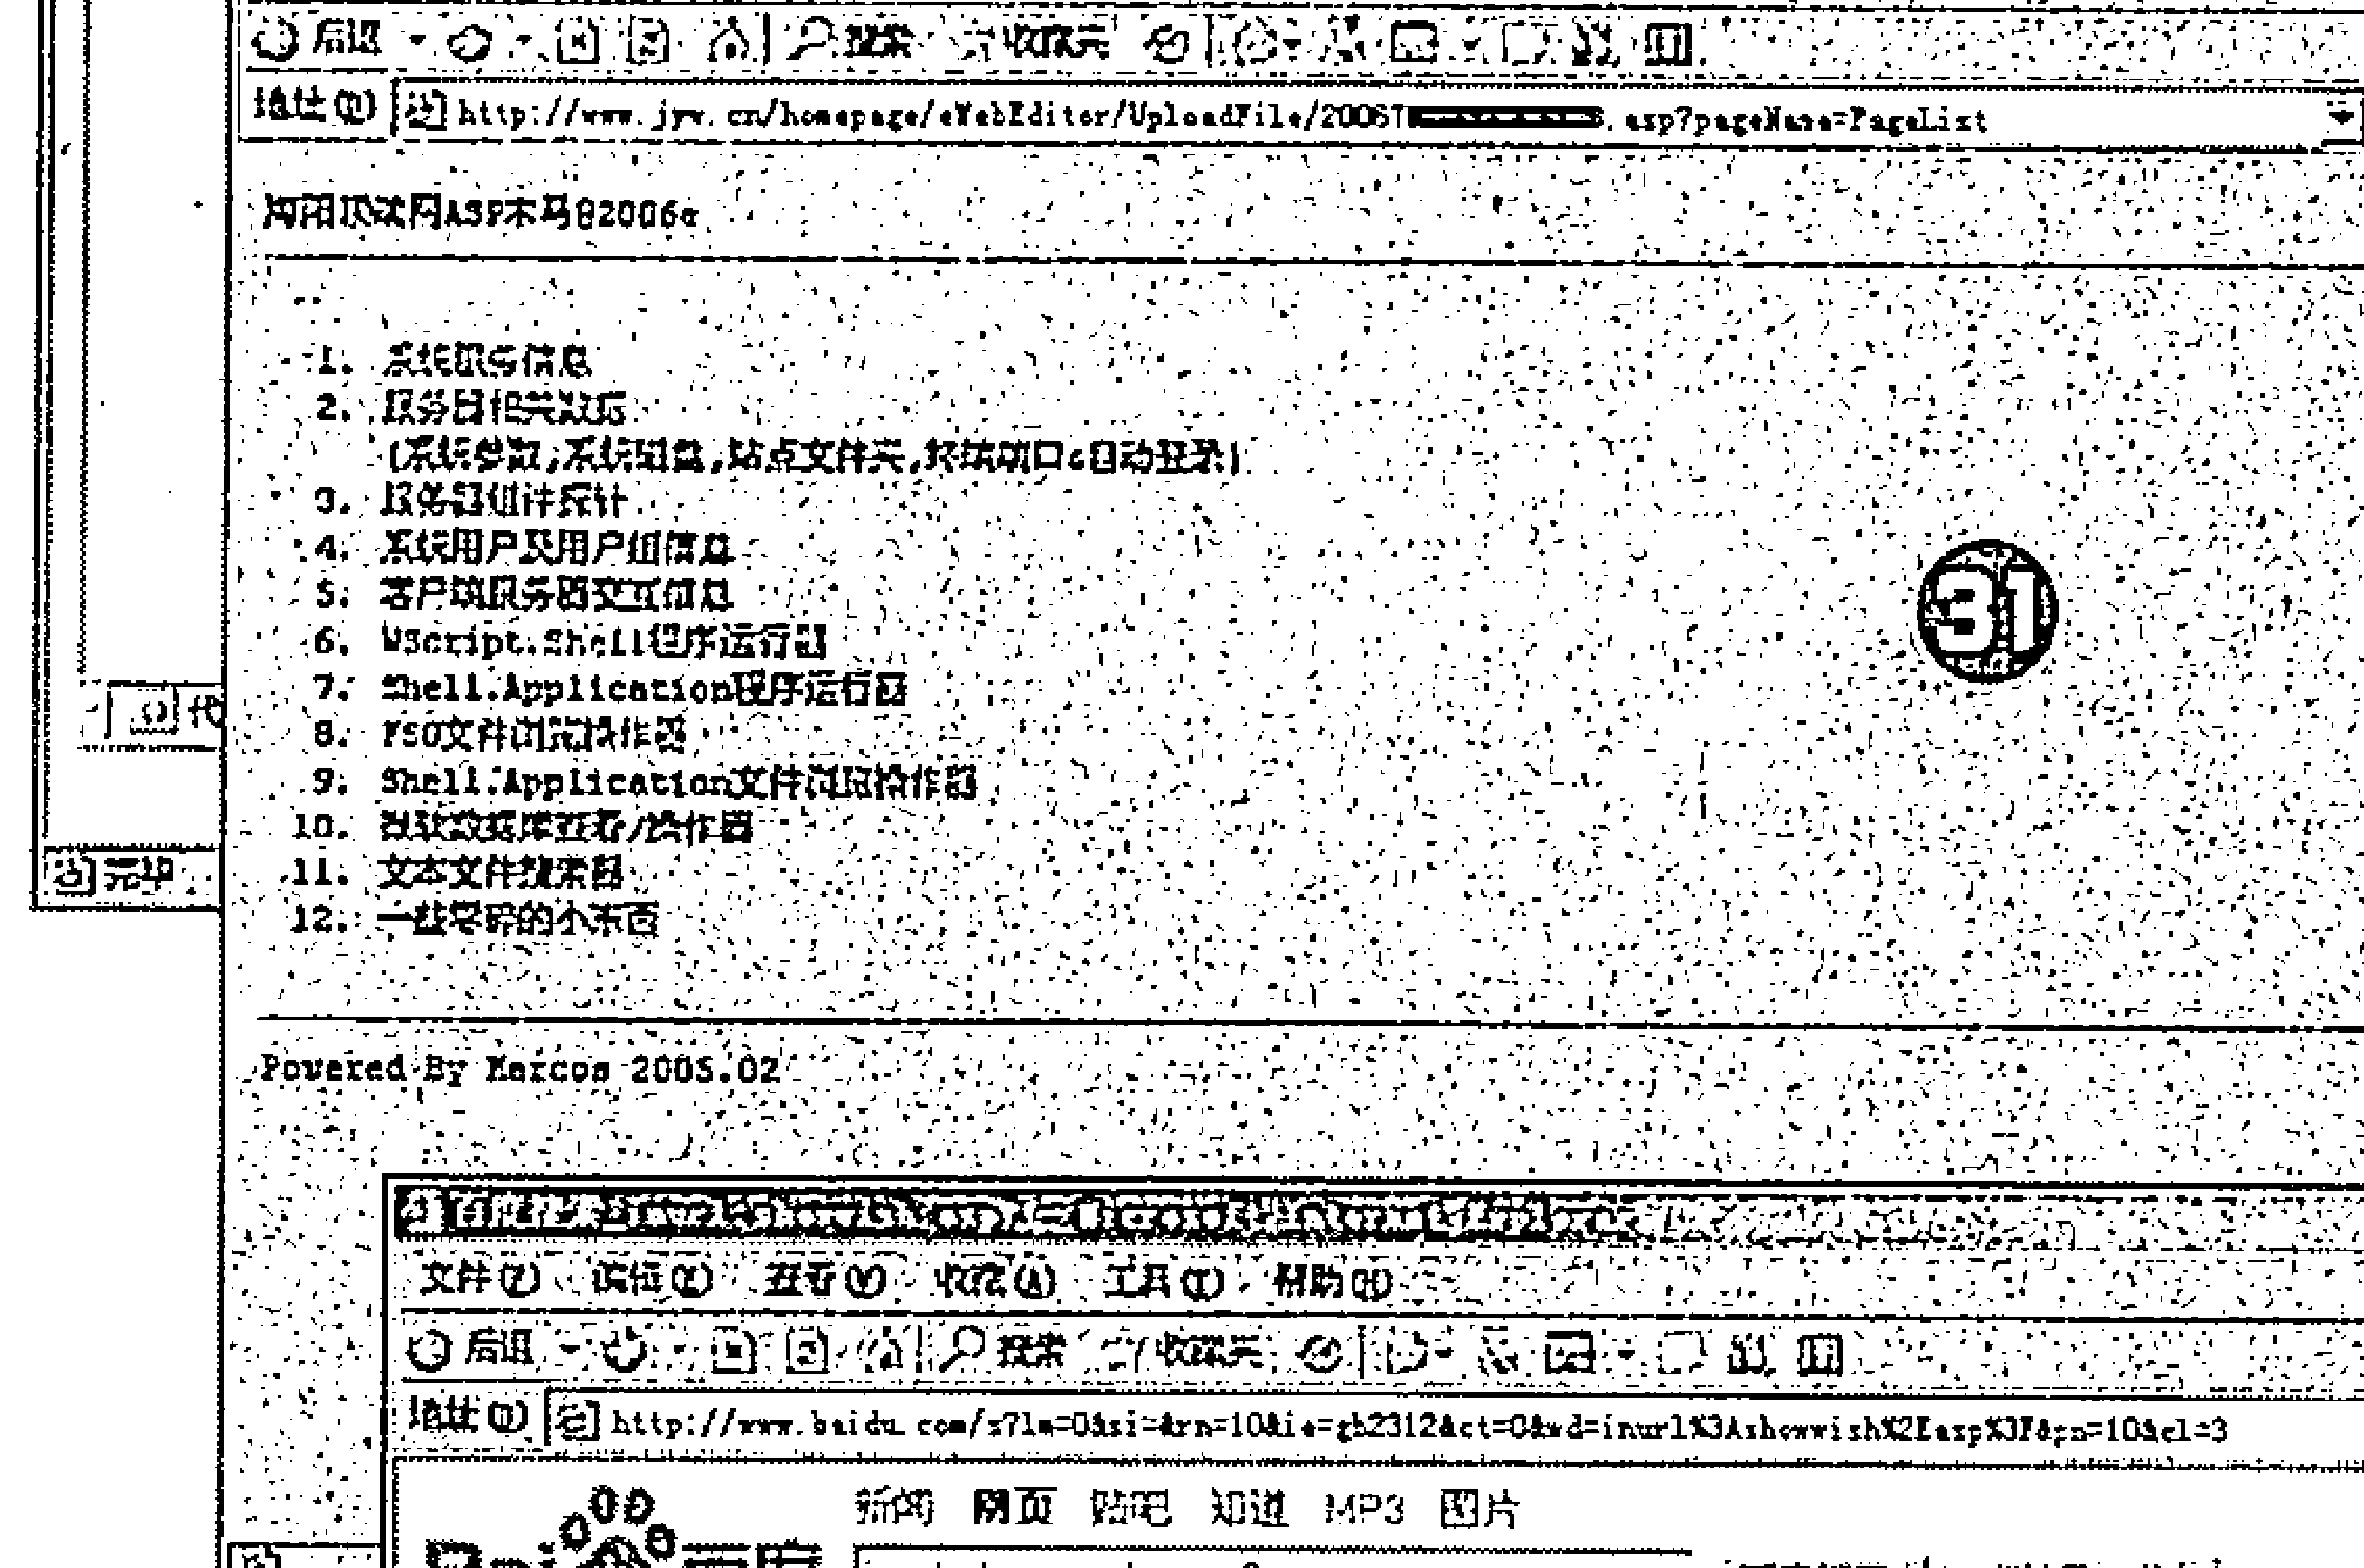 后退 搜索 收藏夹
地址(D) http://www.jyw.cn/homepage/eWebEditor/UploadFile/20067 .asp?pageName=PageList
海阳顶端网ASP木马@2006α
1. 系统服务信息
2. 服务器相关数据
(系统参数,系统磁盘,站点文件夹,终端端口&自动登录)
3. 服务器组件探针
4. 系统用户及用户组信息
5. 客户端服务器交互信息
6. WScript.Shell程序运行器
7. Shell.Application程序运行器
8. FSO文件浏览操作器
9. Shell.Application文件浏览操作器
10. 微软数据库查看/操作器
11. 文本文件搜索器
12. 一些零碎的小东西
31
代
完毕
Powered By Marcos 2005.02
文件(F) 编辑(E) 查看(V) 收藏(A) 工具(T) 帮助(H)
后退 搜索 收藏夹
地址(D) http://www.baidu.com/s?lm=0&si=&rn=10&ie=gb2312&ct=0&wd=inurl%3Ashowwish%2Easp%3F&pn=10&cl=3
新闻 网页 贴吧 知道 MP3 图片